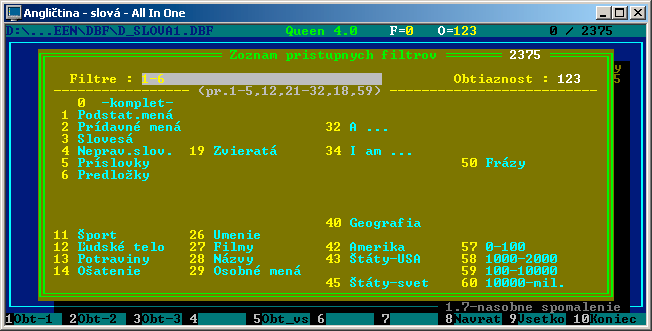 Angličtina - slová - All In One
D:\...EEN\DBF\D_SLOVA1.DBF Queen 4.0 F=0 O=123 0 / 2375
Zoznam pristupnych filtrov 2375
Filtre : 1-6 Obtiaznost : 123
(pr.1-5,12,21-32,18,59)
0 -komplet-
1 Podstat.mená
2 Prídavné mená 32 A ...
3 Slovesá
4 Neprav.slov. 19 Zvieratá 34 I am ...
5 Príslovky 50 Frázy
6 Predložky
40 Geografia
11 Šport 26 Umenie
12 Ľudské telo 27 Filmy 42 Amerika 57 0-100
13 Potraviny 28 Názvy 43 Štáty-USA 58 1000-2000
14 Ošatenie 29 Osobné mená 59 100-10000
45 Štáty-svet 60 10000-mil.
1.7-nasobne spomalenie
1Obt-1 2Obt-2 3Obt-3 4 5Obt_vs 6 7 8Navrat 9Vsetko 10Koniec